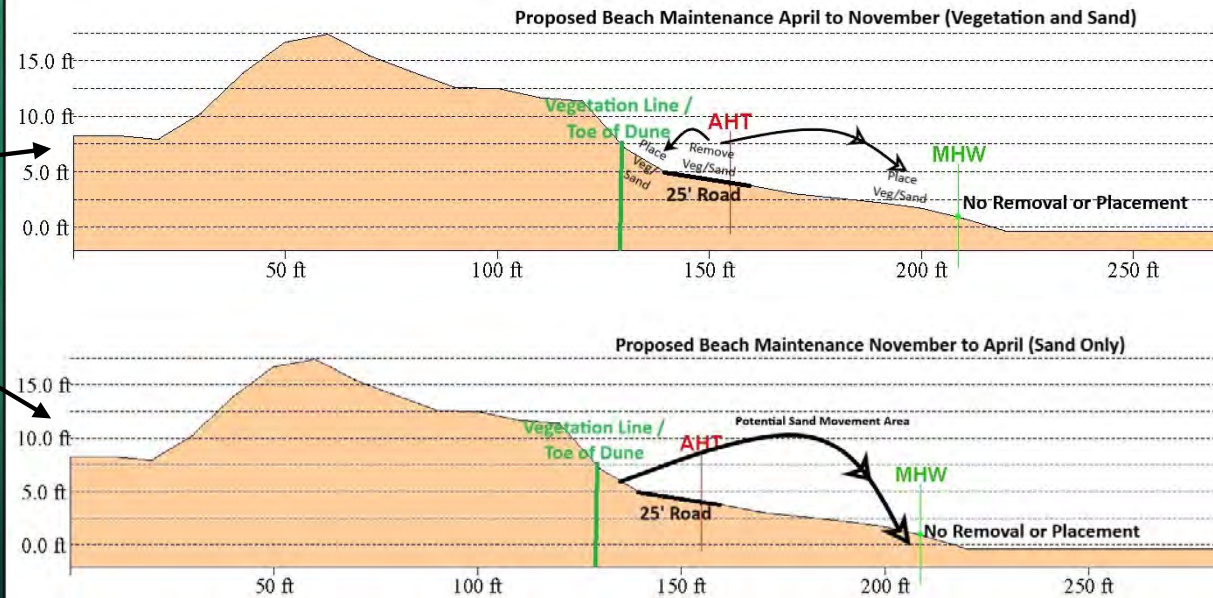 Proposed Beach Maintenance April to November (Vegetation and Sand)
15.0 ft
10.0 ft
5.0 ft
0.0 ft
Vegetation Line /
Toe of Dune
AHT
MHW
Place
Veg/
Sand
Remove
Veg/Sand
Place
Veg/Sand
25' Road
No Removal or Placement
50 ft
100 ft
150 ft
200 ft
250 ft
Proposed Beach Maintenance November to April (Sand Only)
15.0 ft
10.0 ft
5.0 ft
0.0 ft
Potential Sand Movement Area
Vegetation Line /
Toe of Dune
AHT
MHW
25' Road
No Removal or Placement
50 ft
100 ft
150 ft
200 ft
250 ft